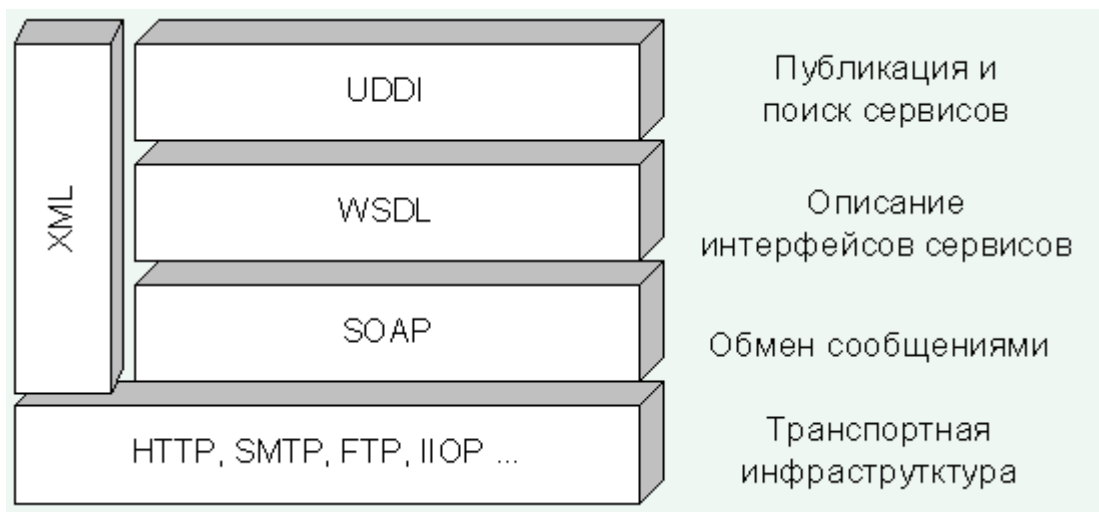 XML
UDDI
Публикация и
поиск сервисов
WSDL
Описание
интерфейсов сервисов
SOAP
Обмен сообщениями
HTTP, SMTP, FTP, IIOP ...
Транспортная
инфраструтктура